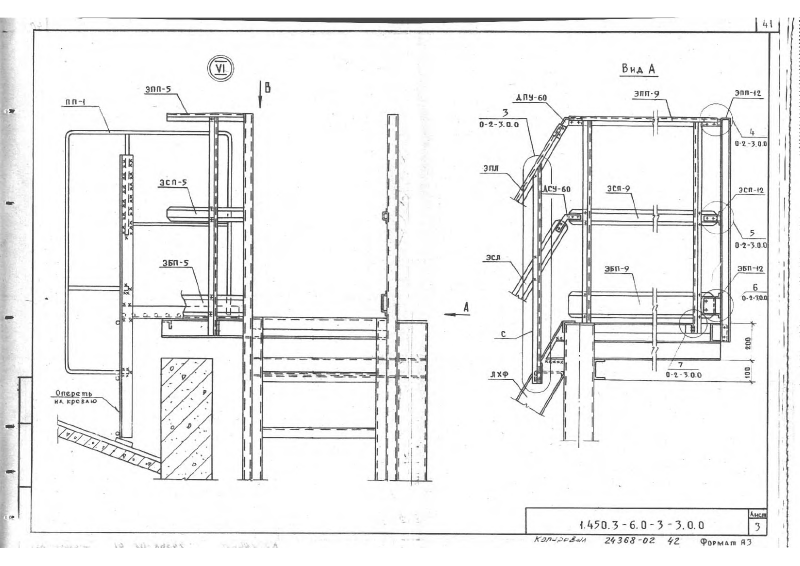 41
VI
В
Вид А
ЭПП-5
ПП-1
ЭСП-5
ЭБП-5
А
Опереть
на кровлю
ДПУ-60
ЭПП-9
ЭПП-12
3
0-2-3.0.0
4
0-2-3.0.0
ЭПЛ
ДСУ-60
ЭСП-9
ЭСП-12
5
0-2-3.0.0
ЭСЛ
ЭБП-9
ЭБП-12
6
0-2-3.0.0
С
200
ЛХФ
7
0-2-3.0.0
100
1.450.3-6.0-3-3.0.0
Лист
3
Копировал 24368-02 42 Формат А3